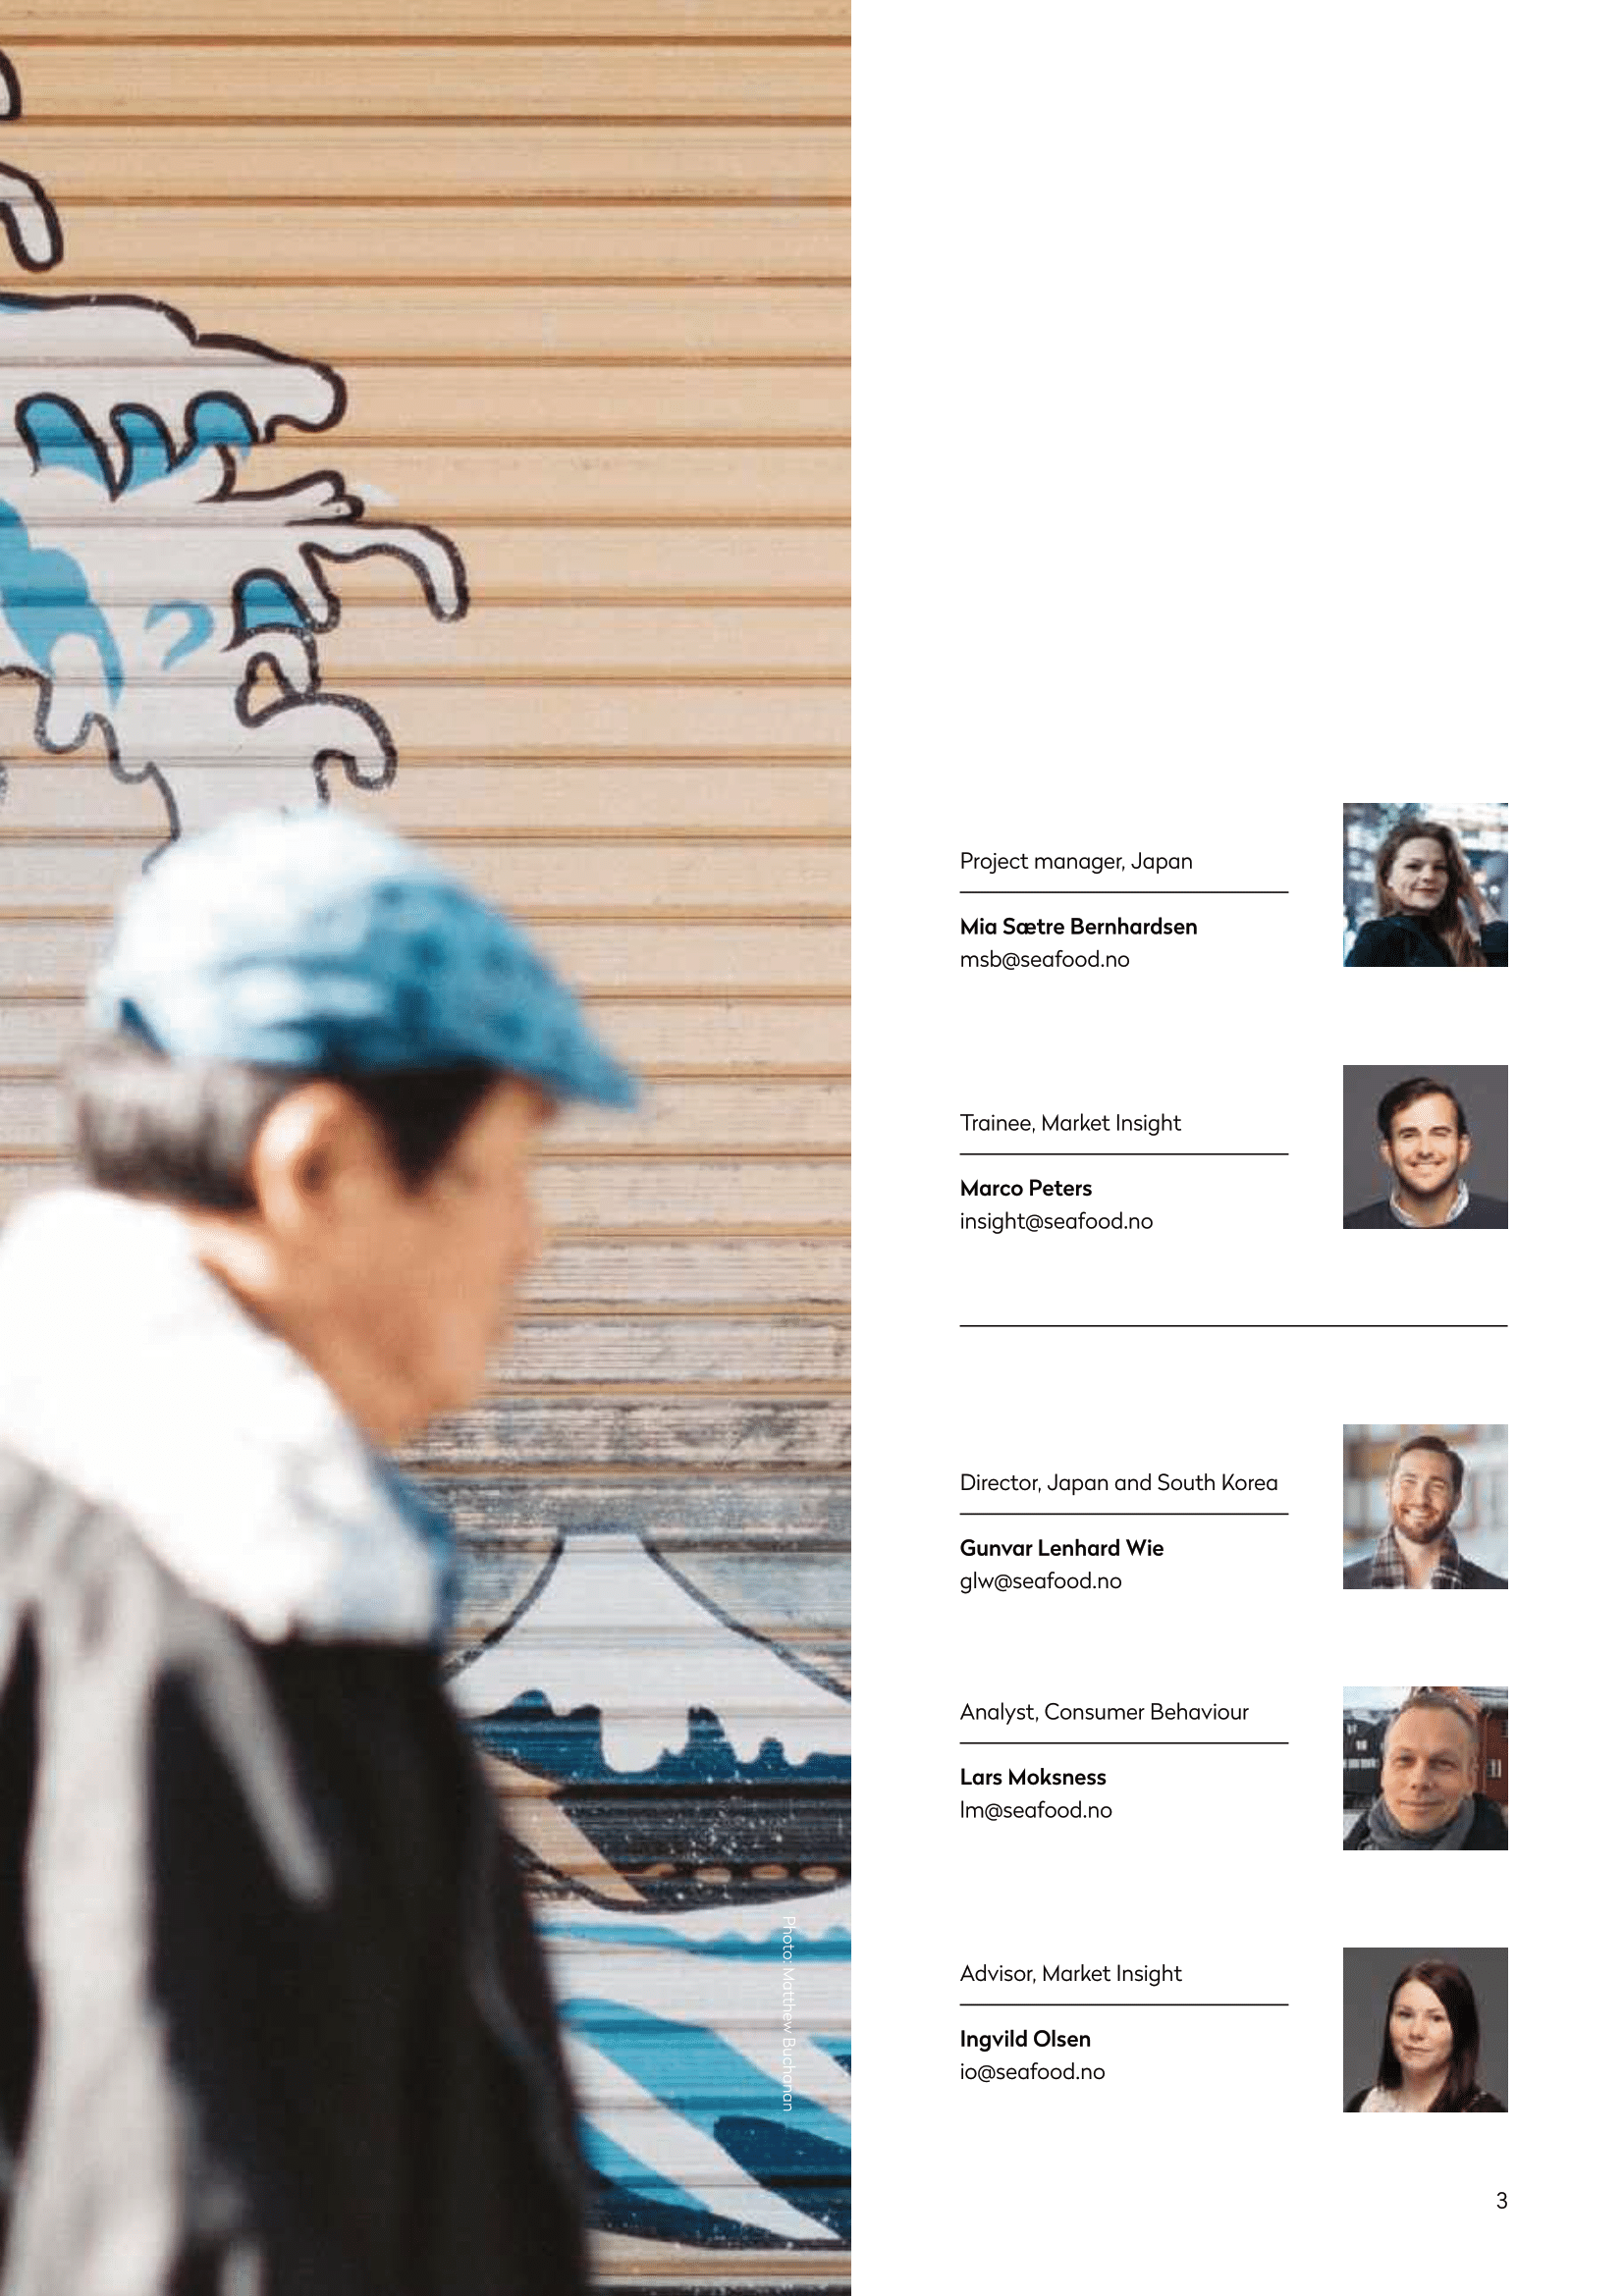 Project manager, Japan
Mia Sætre Bernhardsen
msb@seafood.no
Trainee, Market Insight
Marco Peters
insight@seafood.no
Director, Japan and South Korea
Gunvar Lenhard Wie
glw@seafood.no
Analyst, Consumer Behaviour
Lars Moksness
lm@seafood.no
Advisor, Market Insight
Ingvild Olsen
io@seafood.no
Photo: Matthew Buchanan
3